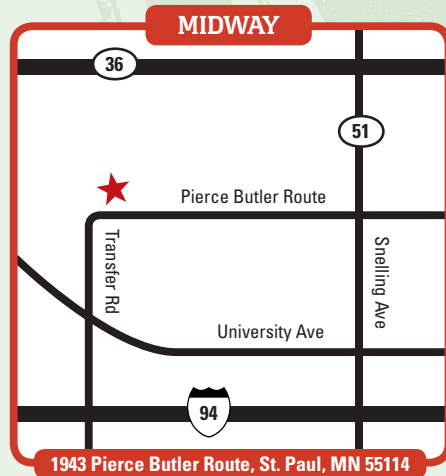 MIDWAY
36
51
Pierce Butler Route
Transfer Rd
Snelling Ave
University Ave
94
1943 Pierce Butler Route, St. Paul, MN 55114